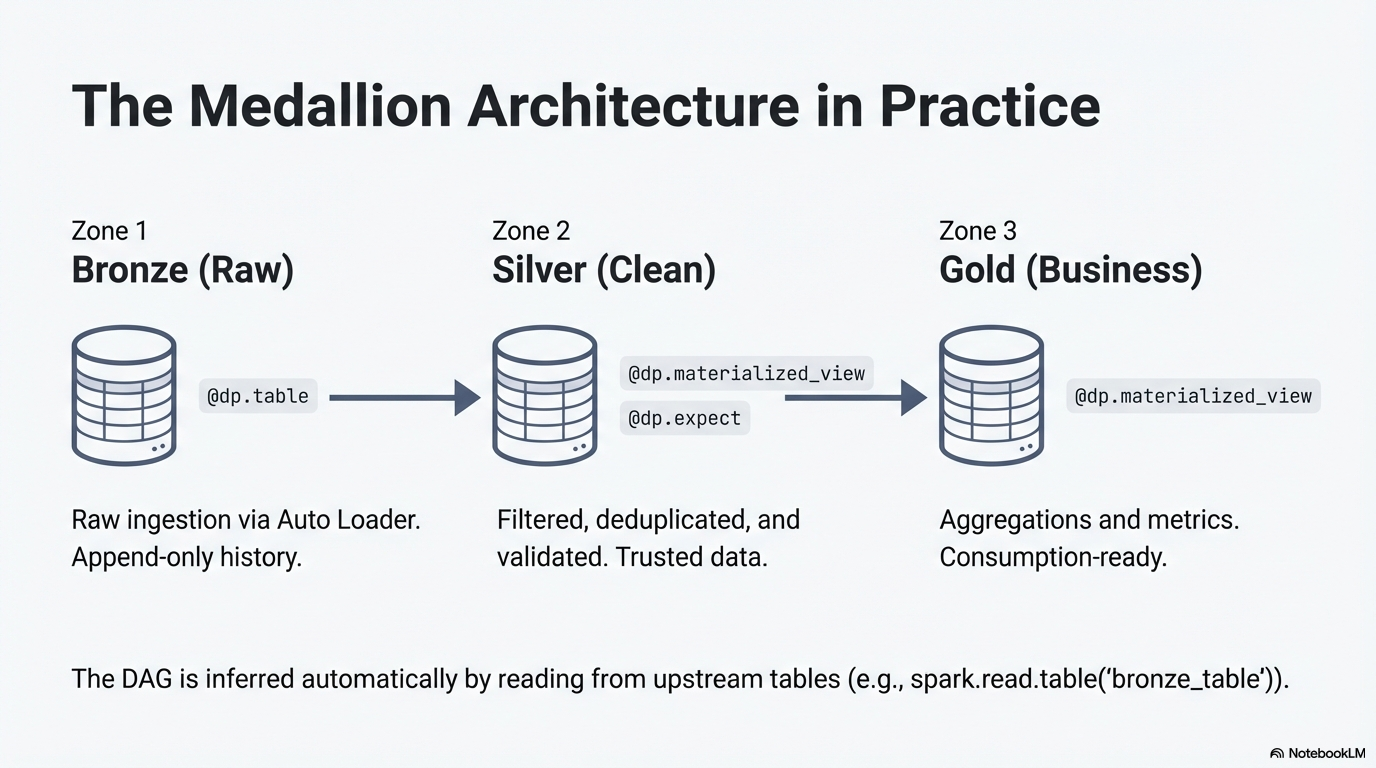 The Medallion Architecture in Practice
Zone 1
Bronze (Raw)
@dp.table
Raw ingestion via Auto Loader.
Append-only history.
Zone 2
Silver (Clean)
@dp.materialized_view
@dp.expect
Filtered, deduplicated, and
validated. Trusted data.
Zone 3
Gold (Business)
@dp.materialized_view
Aggregations and metrics.
Consumption-ready.
The DAG is inferred automatically by reading from upstream tables (e.g., spark.read.table(‘bronze_table’)).
NotebookLM